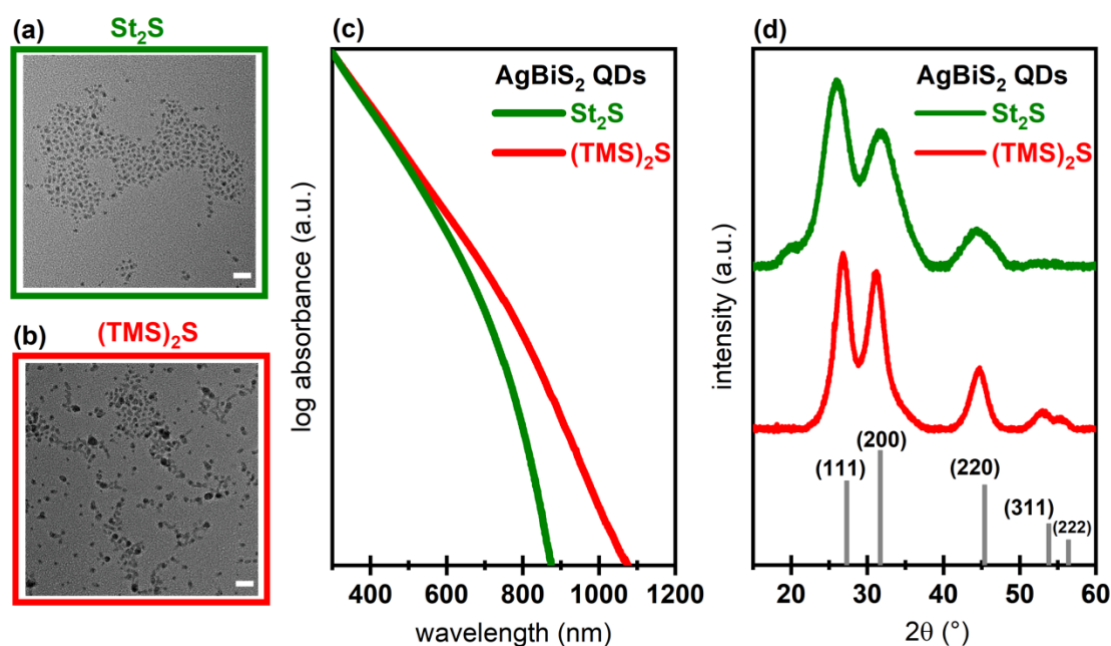 (a)
St₂S
(b)
(TMS)₂S
(c)
AgBiS₂ QDs
St₂S
(TMS)₂S
log absorbance (a.u.)
400 600 800 1000 1200
wavelength (nm)
(d)
AgBiS₂ QDs
St₂S
(TMS)₂S
intensity (a.u.)
(111)
(200)
(220)
(311)
(222)
20 30 40 50 60
2θ (°)